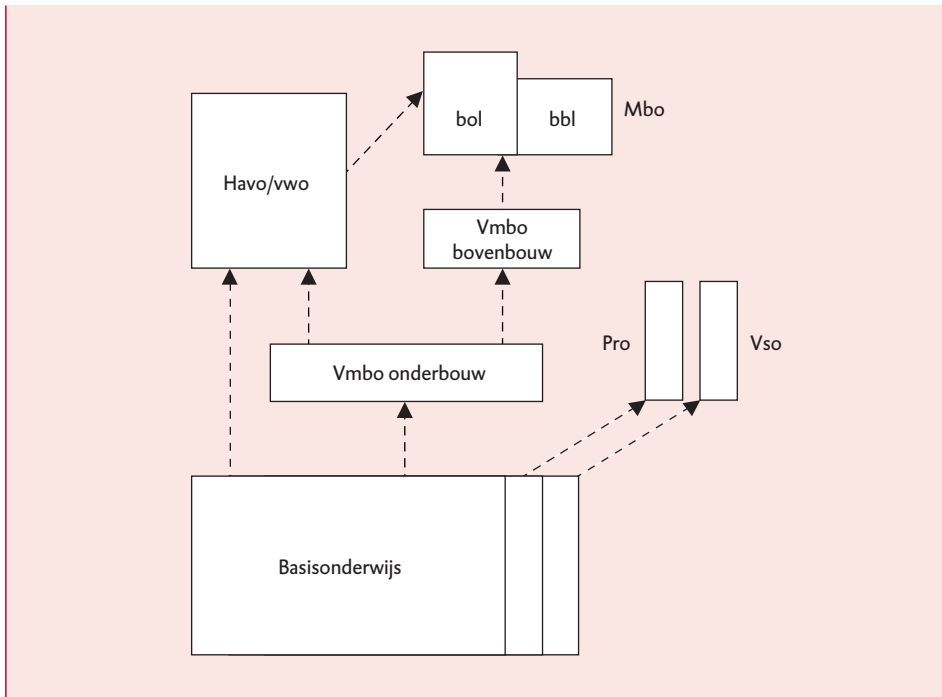 bol
bbl
Mbo
Havo/vwo
Vmbo
bovenbouw
Pro
Vso
Vmbo onderbouw
Basisonderwijs